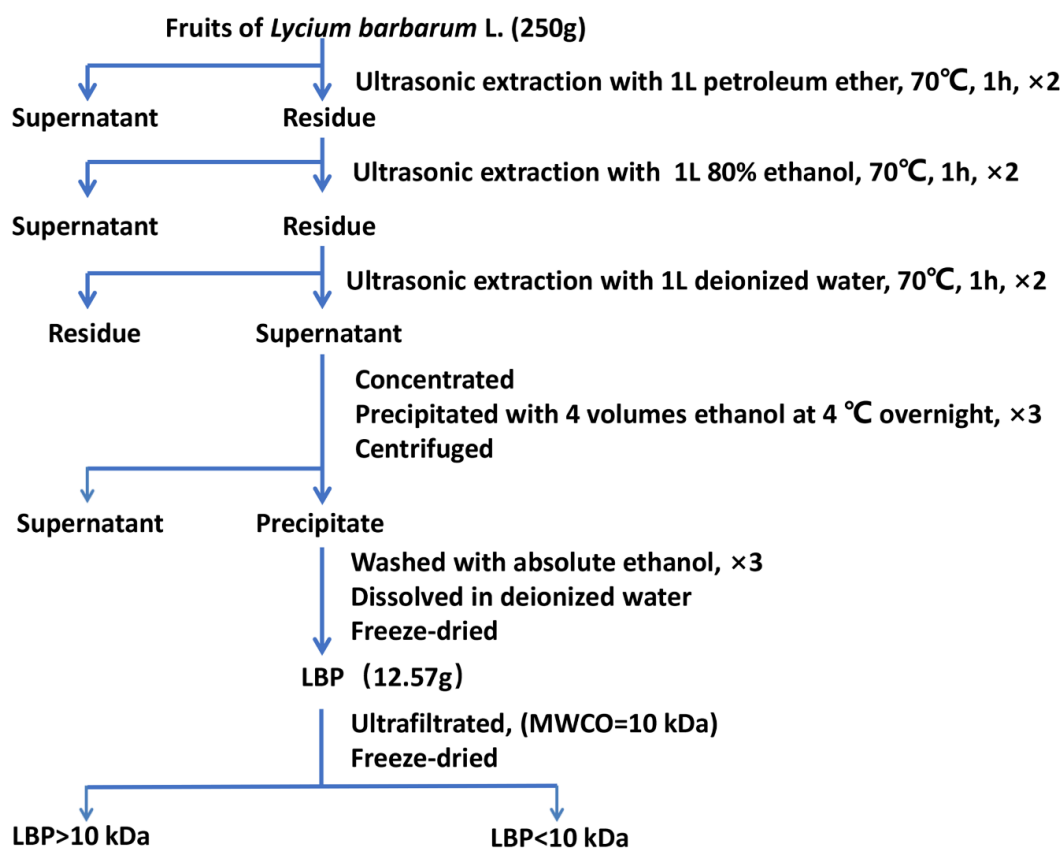 Fruits of Lycium barbarum L. (250g)
Ultrasonic extraction with 1L petroleum ether, 70℃, 1h, ×2
Supernatant
Residue
Ultrasonic extraction with 1L 80% ethanol, 70℃, 1h, ×2
Supernatant
Residue
Ultrasonic extraction with 1L deionized water, 70℃, 1h, ×2
Residue
Supernatant
Concentrated
Precipitated with 4 volumes ethanol at 4 ℃ overnight, ×3
Centrifuged
Supernatant
Precipitate
Washed with absolute ethanol, ×3
Dissolved in deionized water
Freeze-dried
LBP (12.57g)
Ultrafiltrated, (MWCO=10 kDa)
Freeze-dried
LBP>10 kDa
LBP<10 kDa